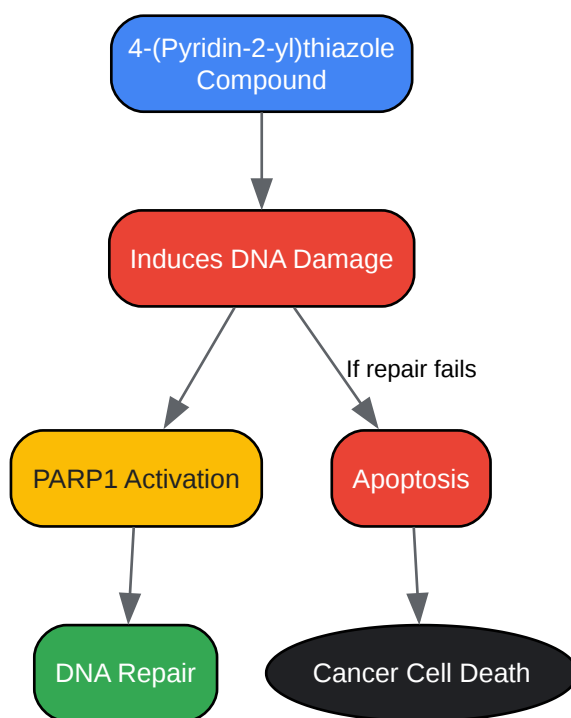 4-(Pyridin-2-yl)thiazole
Compound
Induces DNA Damage
If repair fails
PARP1 Activation
Apoptosis
DNA Repair
Cancer Cell Death